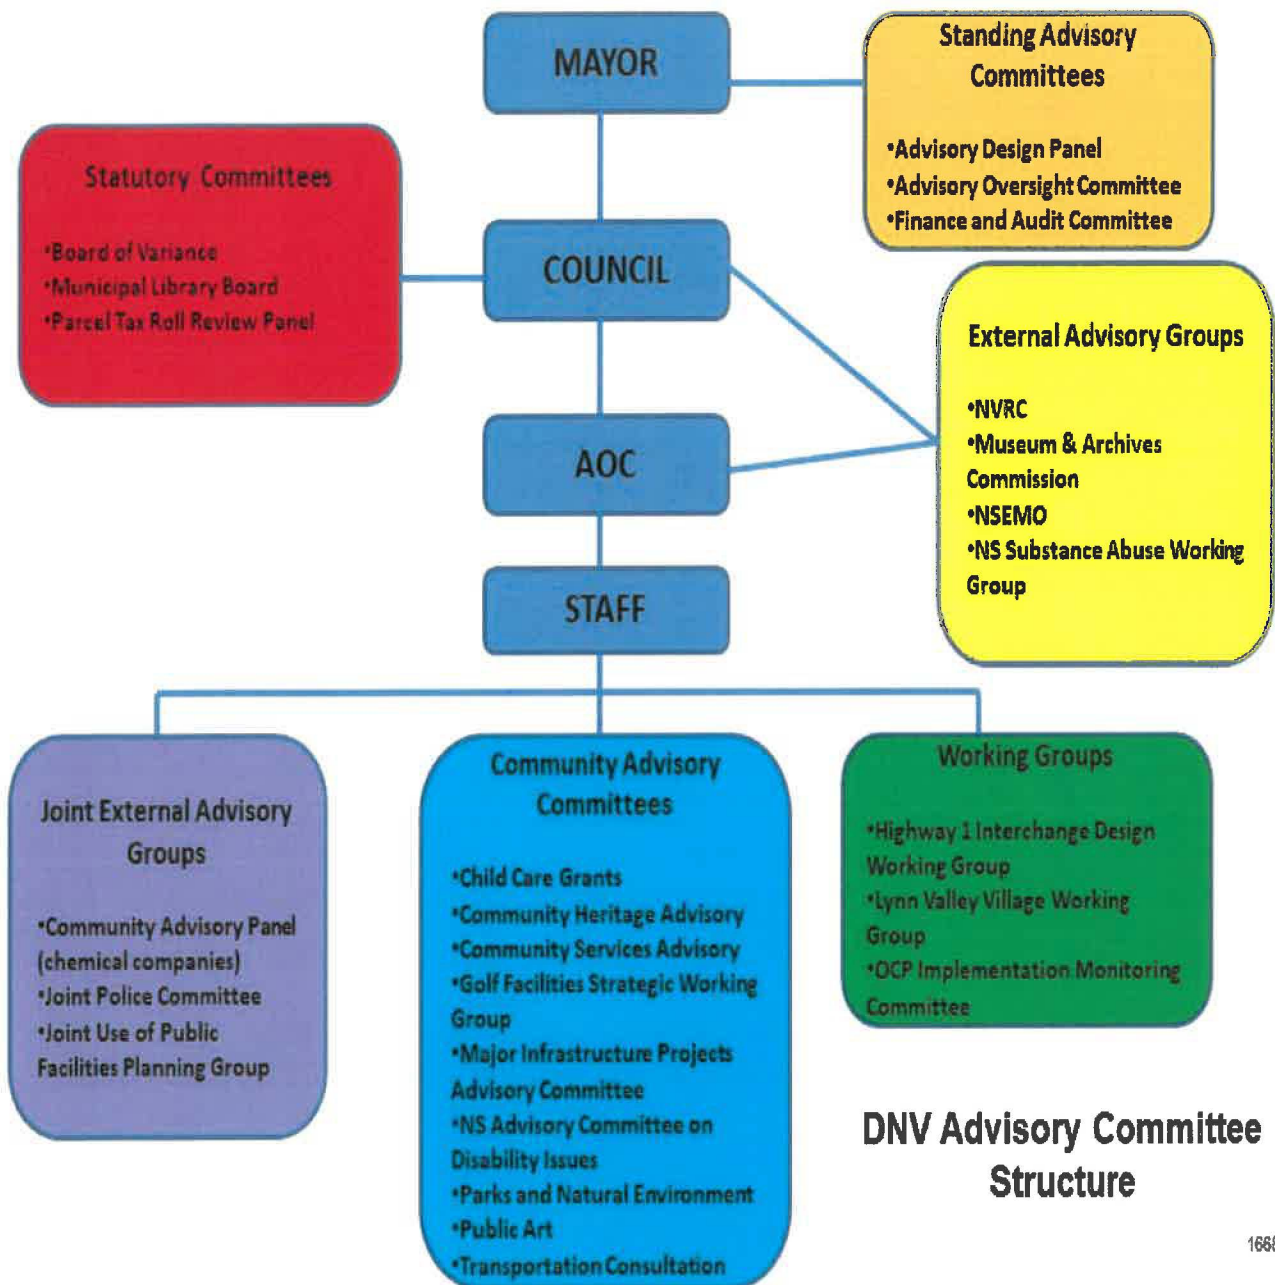 MAYOR
Standing Advisory
Committees
•Advisory Design Panel
•Advisory Oversight Committee
•Finance and Audit Committee
Statutory Committees
•Board of Variance
•Municipal Library Board
•Parcel Tax Roll Review Panel
COUNCIL
External Advisory Groups
•NVRC
•Museum & Archives
Commission
•NSEMO
•NS Substance Abuse Working
Group
AOC
STAFF
Joint External Advisory
Groups
•Community Advisory Panel
(chemical companies)
•Joint Police Committee
•Joint Use of Public
Facilities Planning Group
Community Advisory
Committees
•Child Care Grants
•Community Heritage Advisory
•Community Services Advisory
•Golf Facilities Strategic Working
Group
•Major Infrastructure Projects
Advisory Committee
•NS Advisory Committee on
Disability Issues
•Parks and Natural Environment
•Public Art
•Transportation Consultation
Working Groups
•Highway 1 Interchange Design
Working Group
•Lynn Valley Village Working
Group
•OCP Implementation Monitoring
Committee
DNV Advisory Committee
Structure